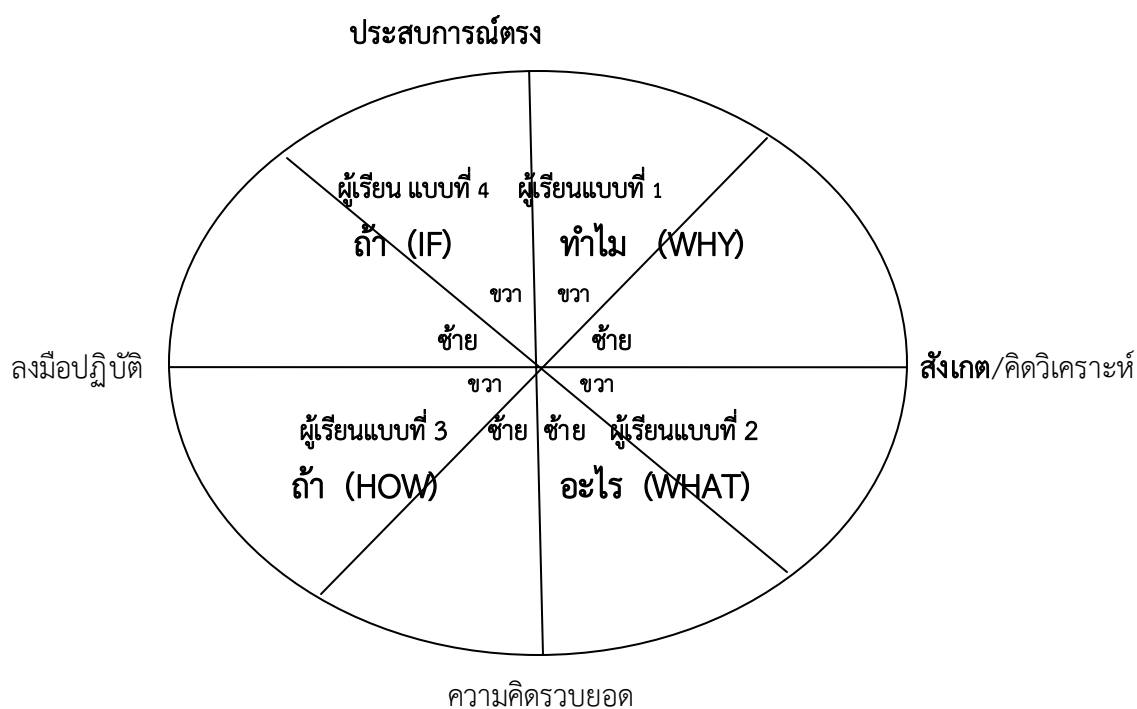 ประสบการณ์ตรง
ผู้เรียน แบบที่ 4 ผู้เรียนแบบที่ 1
ถ้า (IF) ทำไม (WHY)
ขวา ขวา
ซ้าย ซ้าย
ลงมือปฏิบัติ สังเกต/คิดวิเคราะห์
ขวา ขวา
ผู้เรียนแบบที่ 3 ซ้าย ซ้าย ผู้เรียนแบบที่ 2
ถ้า (HOW) อะไร (WHAT)
ความคิดรวบยอด